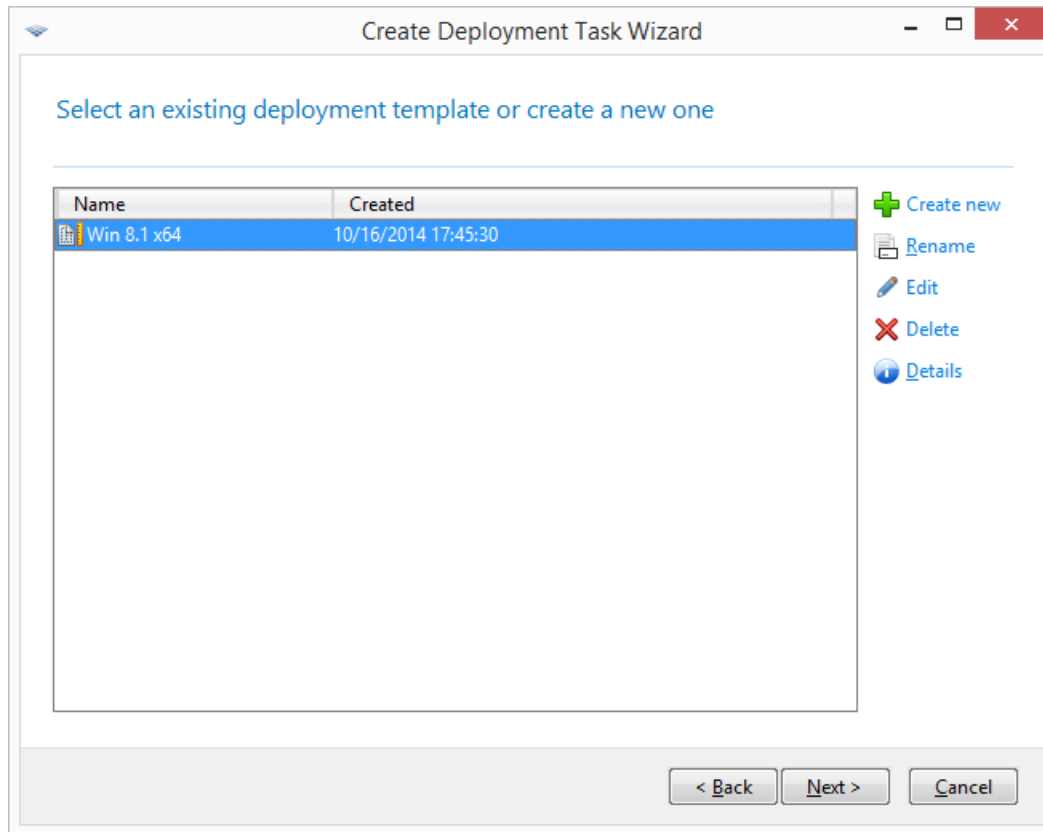 Create Deployment Task Wizard
Select an existing deployment template or create a new one
Name Created
Win 8.1 x64 10/16/2014 17:45:30
Create new
Rename
Edit
Delete
Details
< Back Next > Cancel